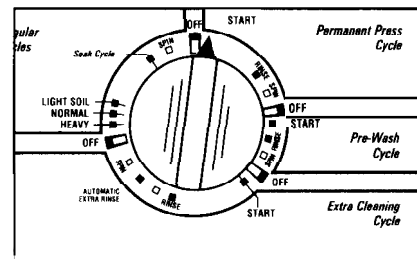 OFF
START
Permanent Press
Cycle
gular
les
Soak Cycle
SPIN
RINSE
SPIN
LIGHT SOIL
NORMAL
HEAVY
OFF
START
OFF
SPIN
RINSE
SPIN
Pre-Wash
Cycle
OFF
AUTOMATIC
EXTRA RINSE
RINSE
START
Extra Cleaning
Cycle